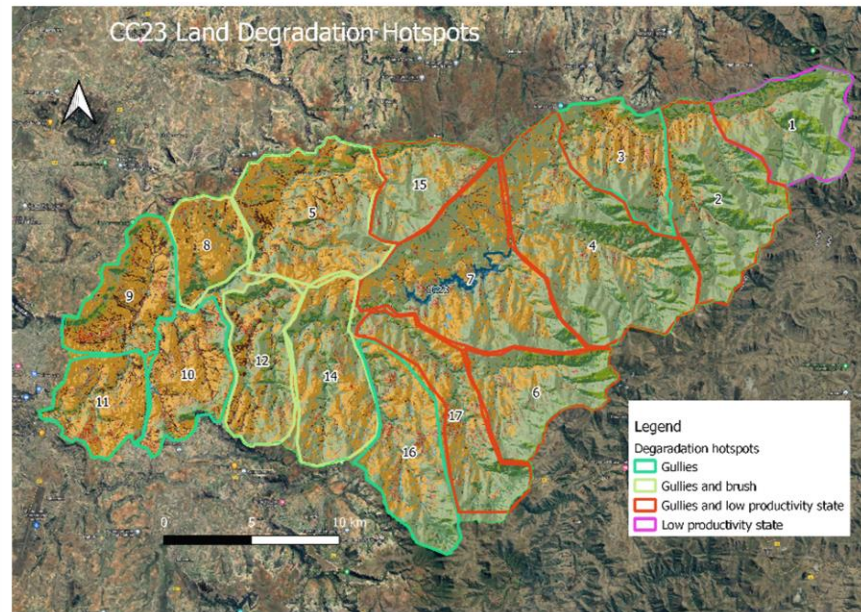 CC23 Land Degradation Hotspots
1
3
15
2
5
8
4
7
9
12
10
14
6
11
17
16
Legend
Degaradation hotspots
Gullies
Gullies and brush
Gullies and low productivity state
Low productivity state
0 5 10 km